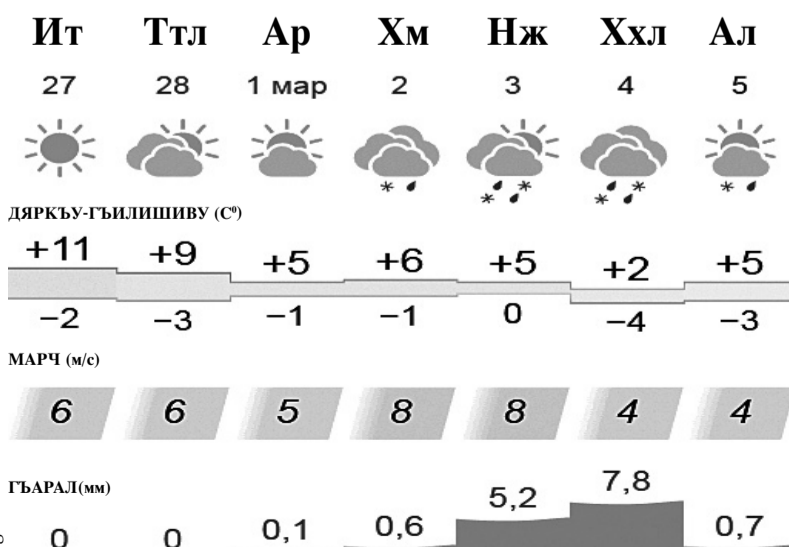 Ит Ттл Ар Хм Нж Ххл Ал
27 28 1 мар 2 3 4 5
ДЯРКЪУ-ГЪИЛИШИВУ (С⁰)
+11 +9 +5 +6 +5 +2 +5
−2 −3 −1 −1 0 −4 −3
МАРЧ (м/с)
6 6 5 8 8 4 4
ГЪАРАЛ(мм)
0 0 0,1 0,6 5,2 7,8 0,7